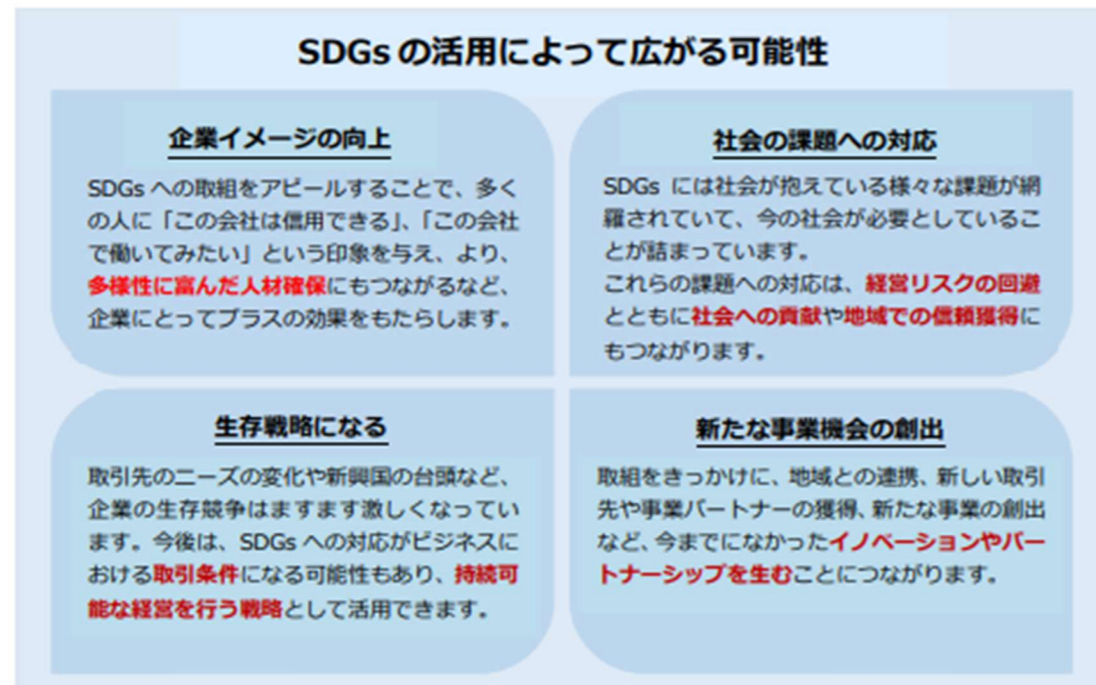 SDGs の活用によって広がる可能性
企業イメージの向上
SDGs への取組をアピールすることで、多く
の人に「この会社は信用できる」、「この会社
で働いてみたい」という印象を与え、より、
多様性に富んだ人材確保にもつながるなど、
企業にとってプラスの効果をもたらします。
社会の課題への対応
SDGs には社会が抱えている様々な課題が網
羅されていて、今の社会が必要としているこ
とが詰まっています。
これらの課題への対応は、経営リスクの回避
とともに社会への貢献や地域での信頼獲得に
もつながります。
生存戦略になる
取引先のニーズの変化や新興国の台頭など、
企業の生存競争はますます激しくなってい
ます。今後は、SDGs への対応がビジネスに
おける取引条件になる可能性もあり、持続可
能な経営を行う戦略として活用できます。
新たな事業機会の創出
取組をきっかけに、地域との連携、新しい取引
先や事業パートナーの獲得、新たな事業の創出
など、今までになかったイノベーションやパー
トナーシップを生むことにつながります。